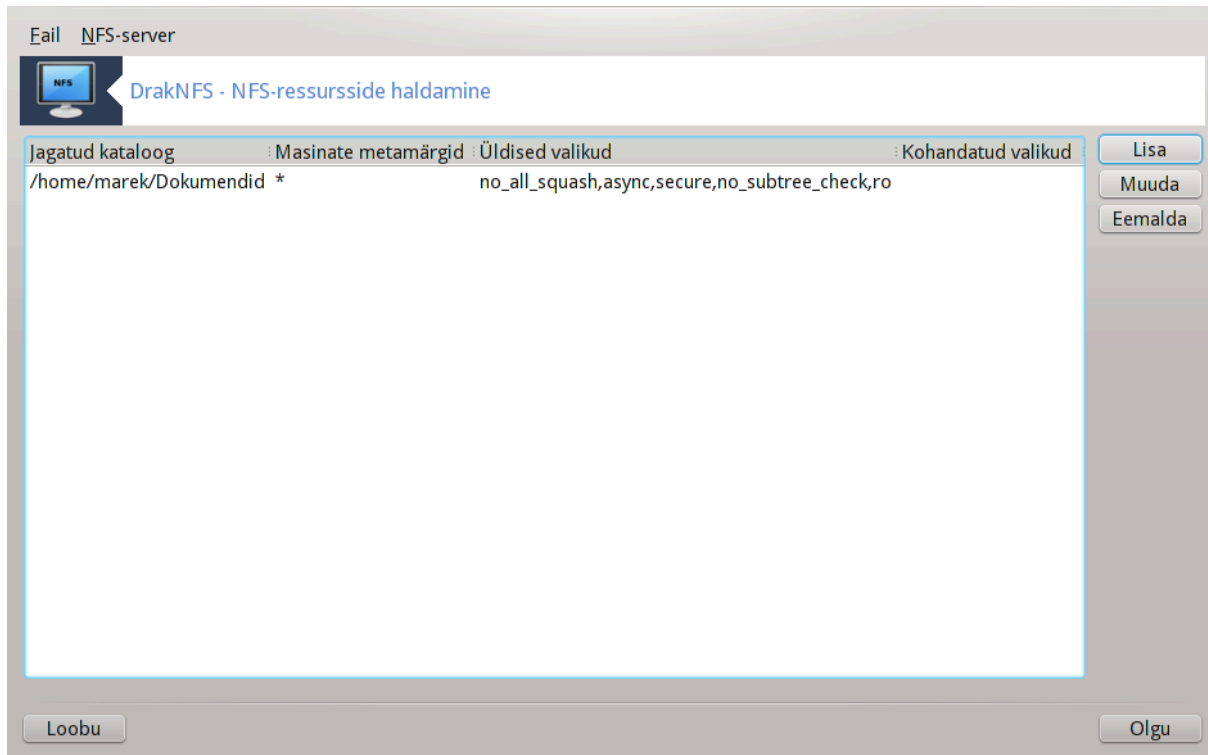 Fail NFS-server
NFS
DrakNFS - NFS-ressursside haldamine
Jagatud kataloog Masinate metamärgid Üldised valikud Kohandatud valikud
/home/marek/Dokumendid * no_all_squash,async,secure,no_subtree_check,ro
Lisa
Muuda
Eemalda
Loobu Olgu